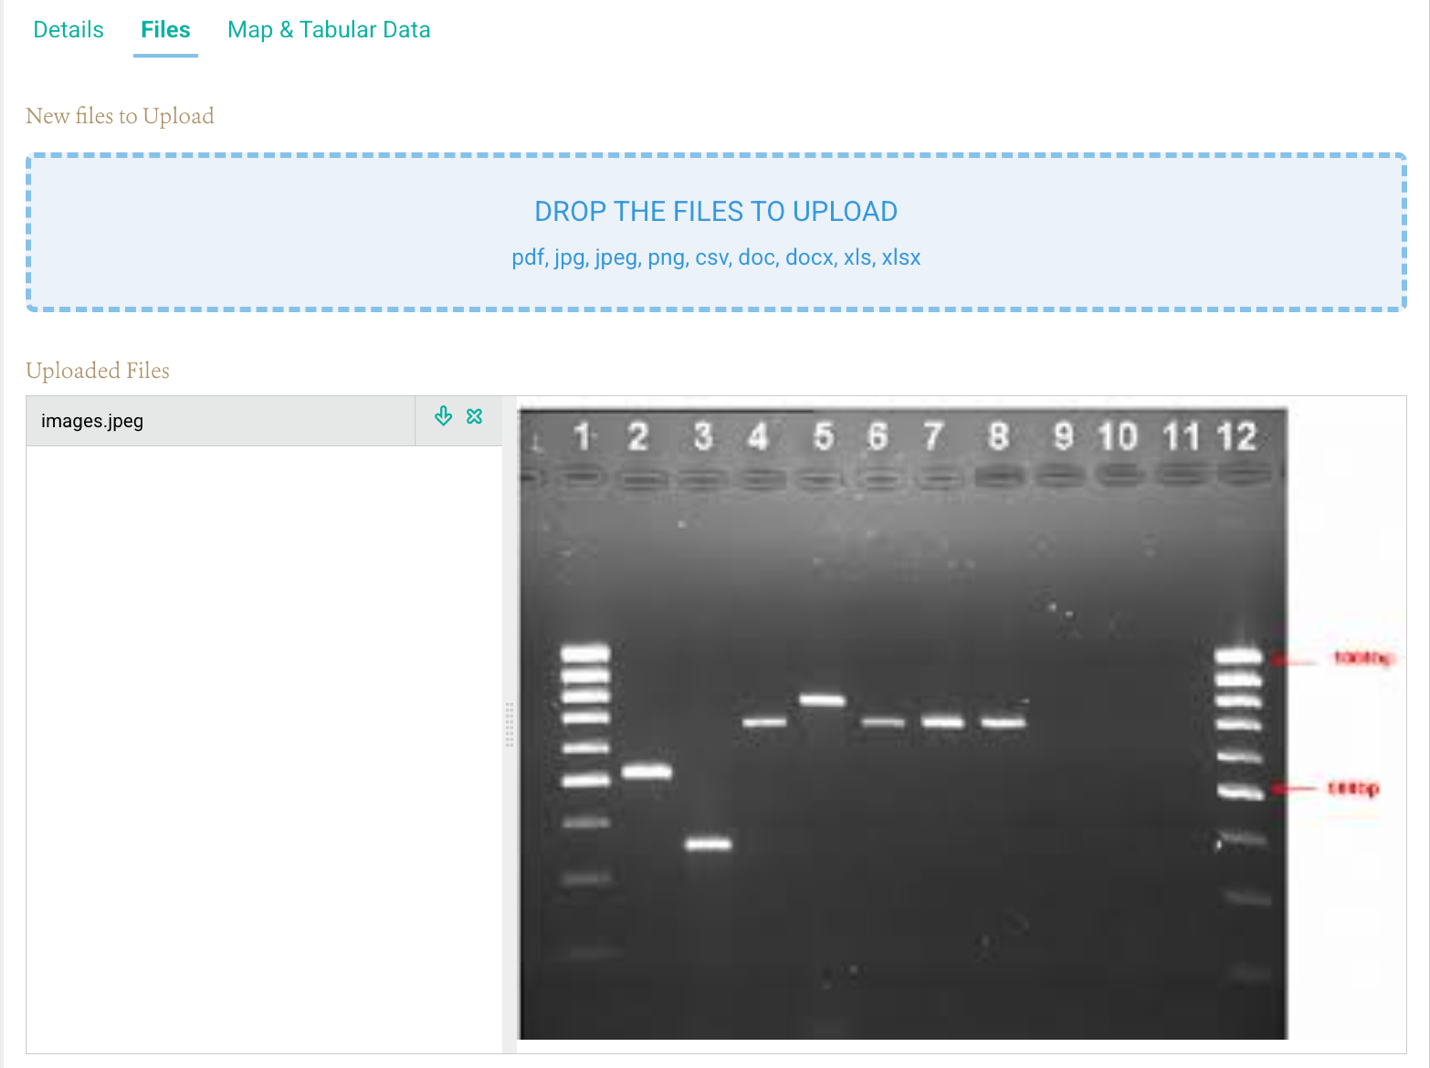 Details Files Map & Tabular Data
New files to Upload
DROP THE FILES TO UPLOAD
pdf, jpg, jpeg, png, csv, doc, docx, xls, xlsx
Uploaded Files
images.jpeg
1 2 3 4 5 6 7 8 9 10 11 12